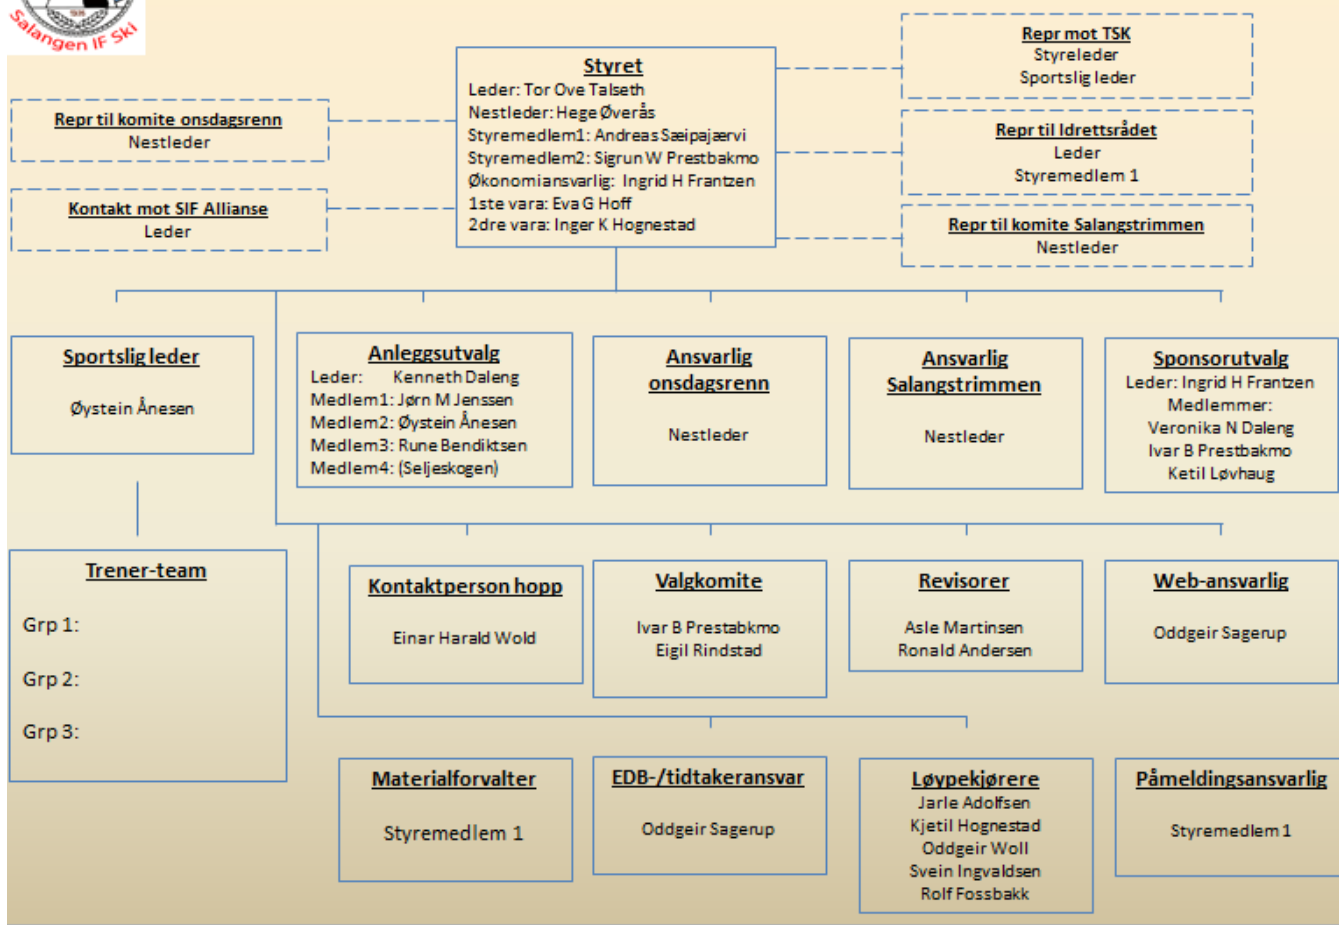 1935
Salangen IF Ski
Styret
Leder: Tor Ove Talseth
Nestleder: Hege Øverås
Styremedlem1: Andreas Sæipajærvi
Styremedlem2: Sigrun W Prestbakmo
Økonomiansvarlig: Ingrid H Frantzen
1ste vara: Eva G Hoff
2dre vara: Inger K Hognestad
Repr til komite onsdagsrenn
Nestleder
Kontakt mot SIF Allianse
Leder
Repr mot TSK
Styreleder
Sportslig leder
Repr til Idrettsrådet
Leder
Styremedlem 1
Repr til komite Salangstrimmen
Nestleder
Sportslig leder
Øystein Ånesen
Anleggsutvalg
Leder: Kenneth Daleng
Medlem1: Jørn M Jenssen
Medlem2: Øystein Ånesen
Medlem3: Rune Bendiktsen
Medlem4: (Seljeskogen)
Ansvarlig
onsdagsrenn
Nestleder
Ansvarlig
Salangstrimmen
Nestleder
Sponsorutvalg
Leder: Ingrid H Frantzen
Medlemmer:
Veronika N Daleng
Ivar B Prestbakmo
Ketil Løvhaug
Trener-team
Grp 1:
Grp 2:
Grp 3:
Kontaktperson hopp
Einar Harald Wold
Valgkomite
Ivar B Prestabkmo
Eigil Rindstad
Revisorer
Asle Martinsen
Ronald Andersen
Web-ansvarlig
Oddgeir Sagerup
Materialforvalter
Styremedlem 1
EDB-/tidtakeransvar
Oddgeir Sagerup
Løypekjørere
Jarle Adolfsen
Kjetil Hognestad
Oddgeir Woll
Svein Ingvaldsen
Rolf Fossbakk
Påmeldingsansvarlig
Styremedlem 1